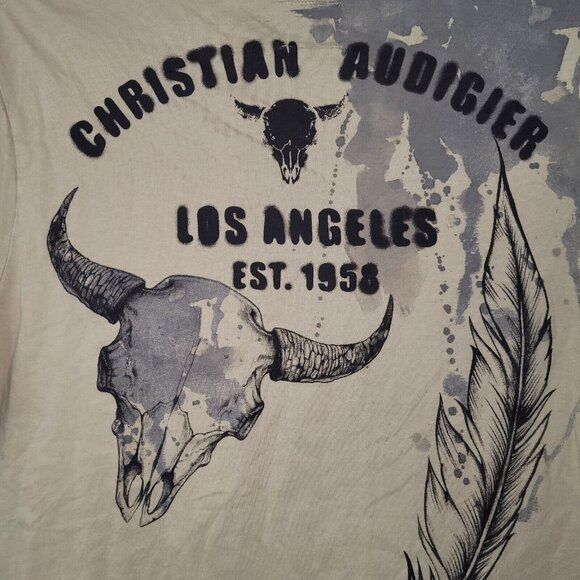 CHRISTIAN AUDIGIER
LOS ANGELES
EST. 1958